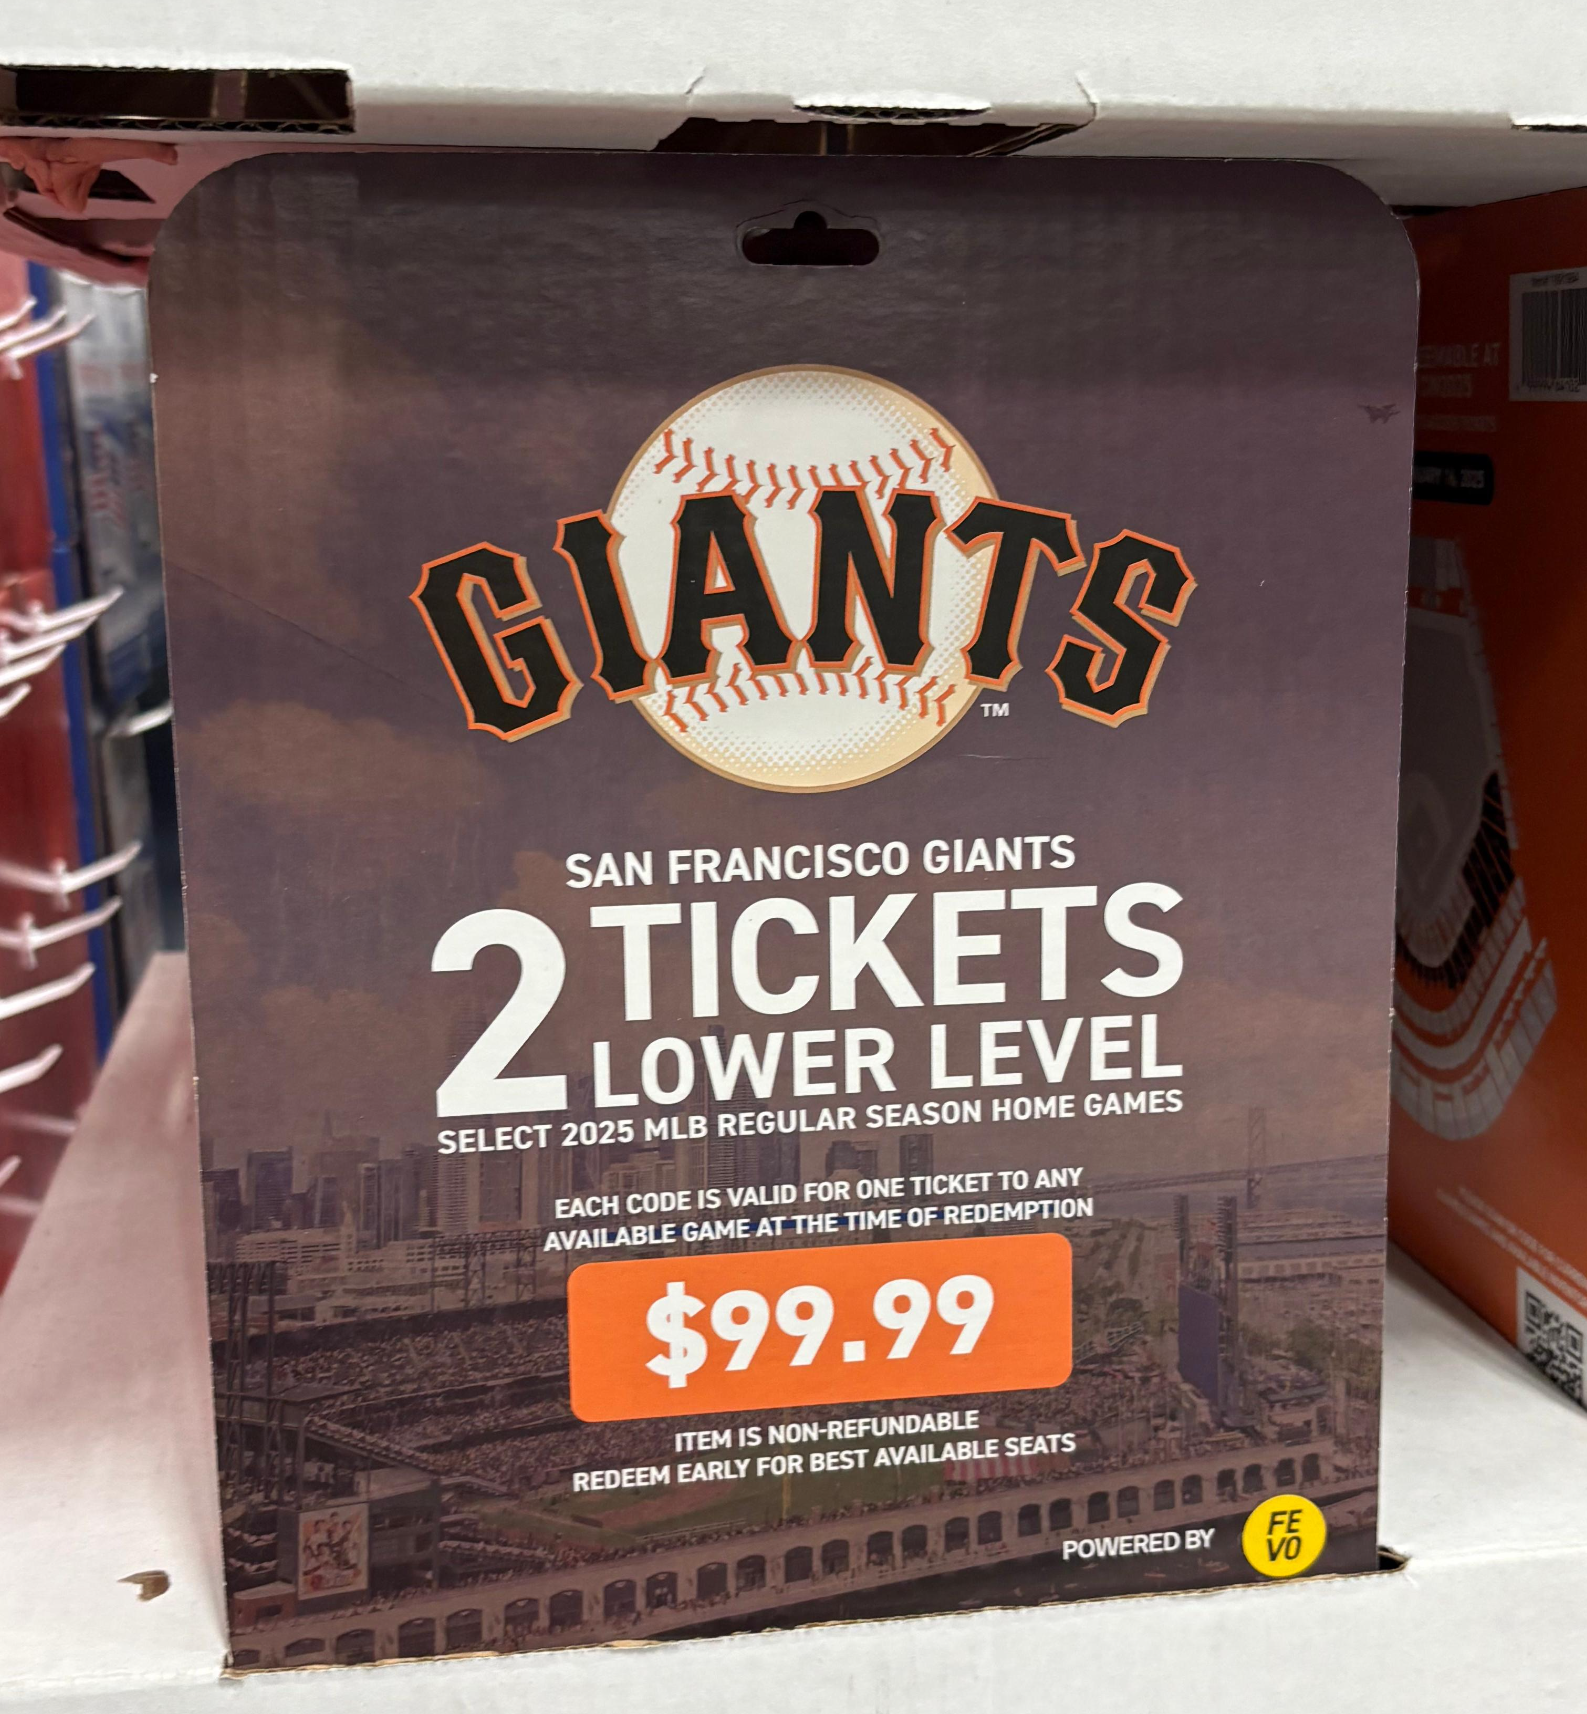 GIANTS
TM
SAN FRANCISCO GIANTS
2 TICKETS
LOWER LEVEL
SELECT 2025 MLB REGULAR SEASON HOME GAMES
EACH CODE IS VALID FOR ONE TICKET TO ANY
AVAILABLE GAME AT THE TIME OF REDEMPTION
$99.99
ITEM IS NON-REFUNDABLE
REDEEM EARLY FOR BEST AVAILABLE SEATS
POWERED BY
FE
VO
2025